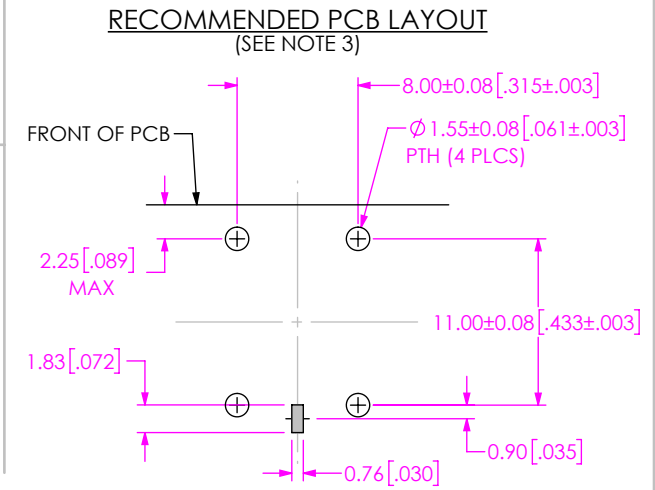 RECOMMENDED PCB LAYOUT
(SEE NOTE 3)
8.00±0.08[.315±.003]
FRONT OF PCB
Ø1.55±0.08[.061±.003]
PTH (4 PLCS)
2.25[.089]
MAX
11.00±0.08[.433±.003]
1.83[.072]
0.90[.035]
0.76[.030]